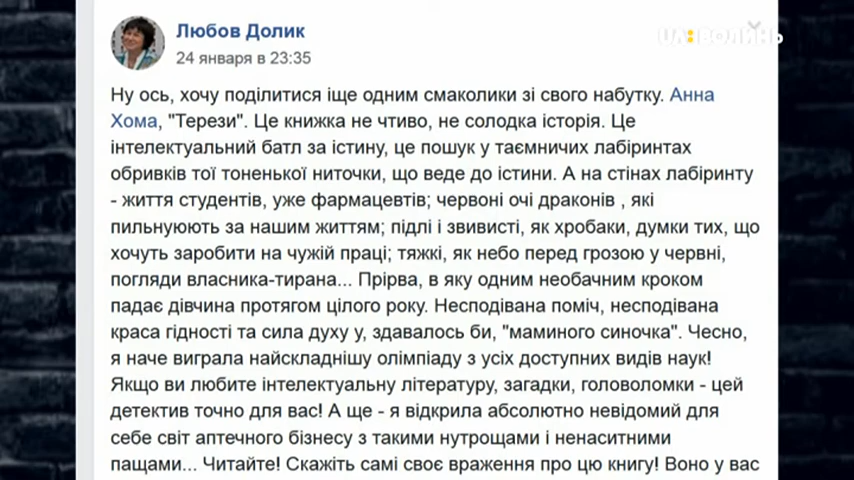 Любов Долик
UA:ВОЛИНЬ
24 января в 23:35
Ну ось, хочу поділитися іще одним смаколики зі свого набутку. Анна
Хома, "Терези". Це книжка не чтиво, не солодка історія. Це
інтелектуальний батл за істину, це пошук у таємничих лабіринтах
обривків тої тоненької ниточки, що веде до істини. А на стінах лабіринту
- життя студентів, уже фармацевтів; червоні очі драконів , які
пильнуюють за нашим життям; підлі і звивисті, як хробаки, думки тих, що
хочуть заробити на чужій праці; тяжкі, як небо перед грозою у червні,
погляди власника-тирана... Прірва, в яку одним необачним кроком
падає дівчина протягом цілого року. Несподівана поміч, несподівана
краса гідності та сила духу у, здавалось би, "маминого синочка". Чесно,
я наче виграла найскладнішу олімпіаду з усіх доступних видів наук!
Якщо ви любите інтелектуальну літературу, загадки, головоломки - цей
детектив точно для вас! А ще - я відкрила абсолютно невідомий для
себе світ аптечного бізнесу з такими нутрощами і ненаситними
пащами... Читайте! Скажіть самі своє враження про цю книгу! Воно у вас